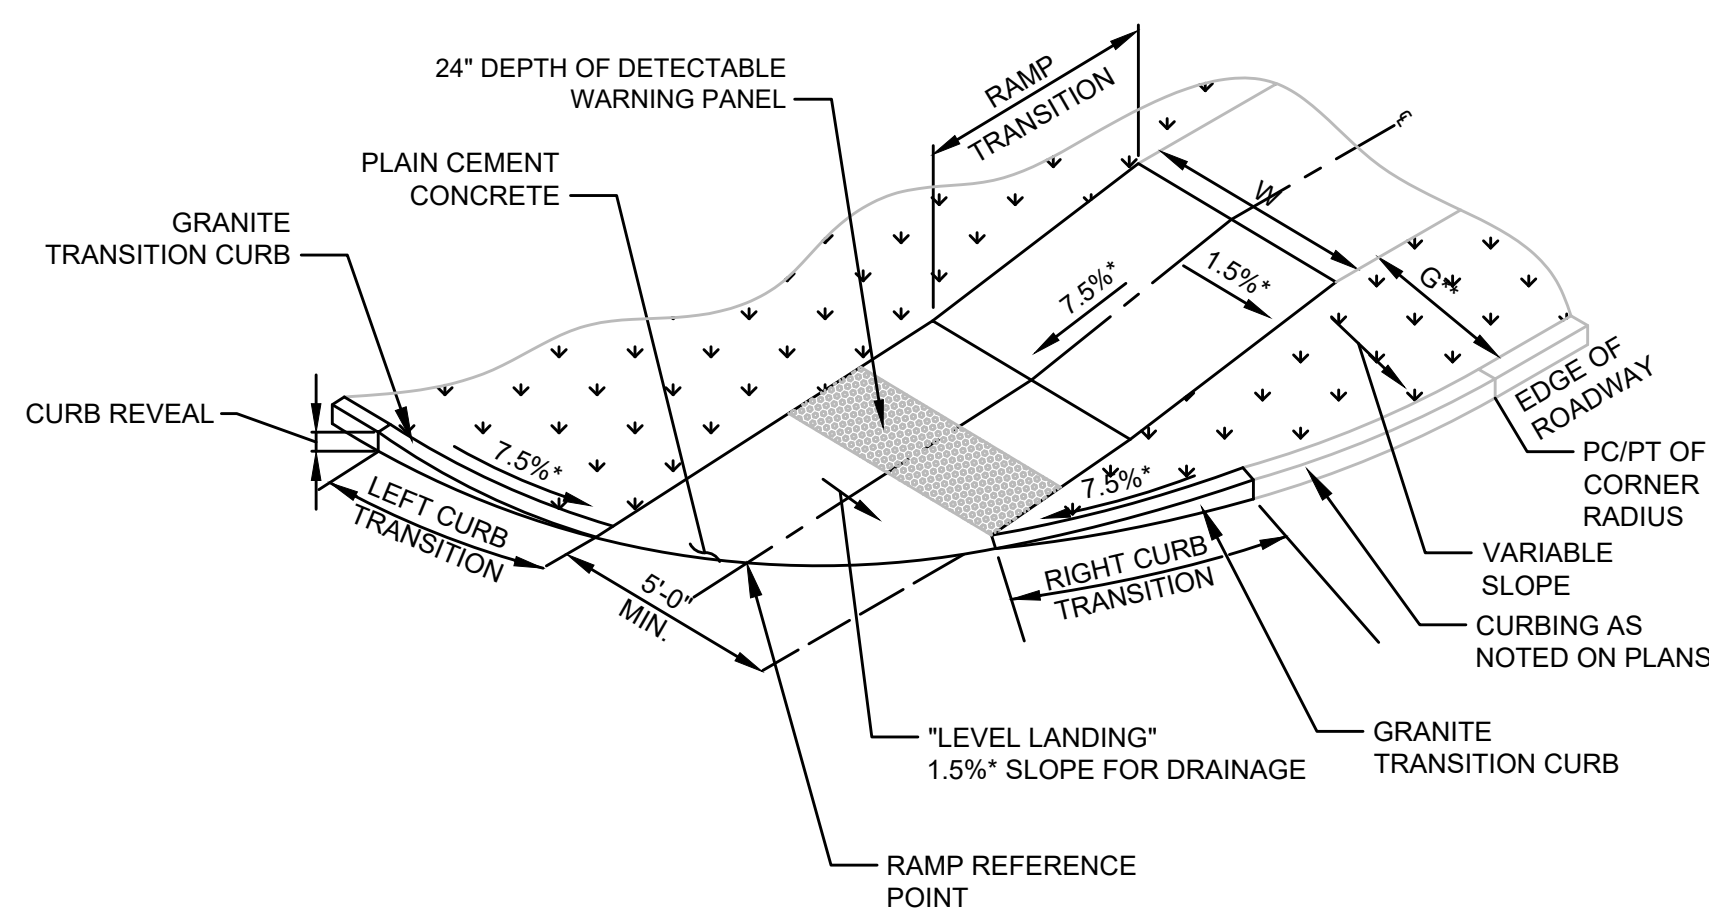 24" DEPTH OF DETECTABLE
WARNING PANEL
RAMP
TRANSITION
℄
PLAIN CEMENT
CONCRETE
W
GRANITE
TRANSITION CURB
7.5%*
1.5%*
G**
CURB REVEAL
7.5%*
LEFT CURB
TRANSITION
7.5%*
EDGE OF
ROADWAY
PC/PT OF
CORNER
RADIUS
RIGHT CURB
TRANSITION
VARIABLE
SLOPE
5'-0"
MIN.
CURBING AS
NOTED ON PLANS
"LEVEL LANDING"
1.5%* SLOPE FOR DRAINAGE
GRANITE
TRANSITION CURB
RAMP REFERENCE
POINT